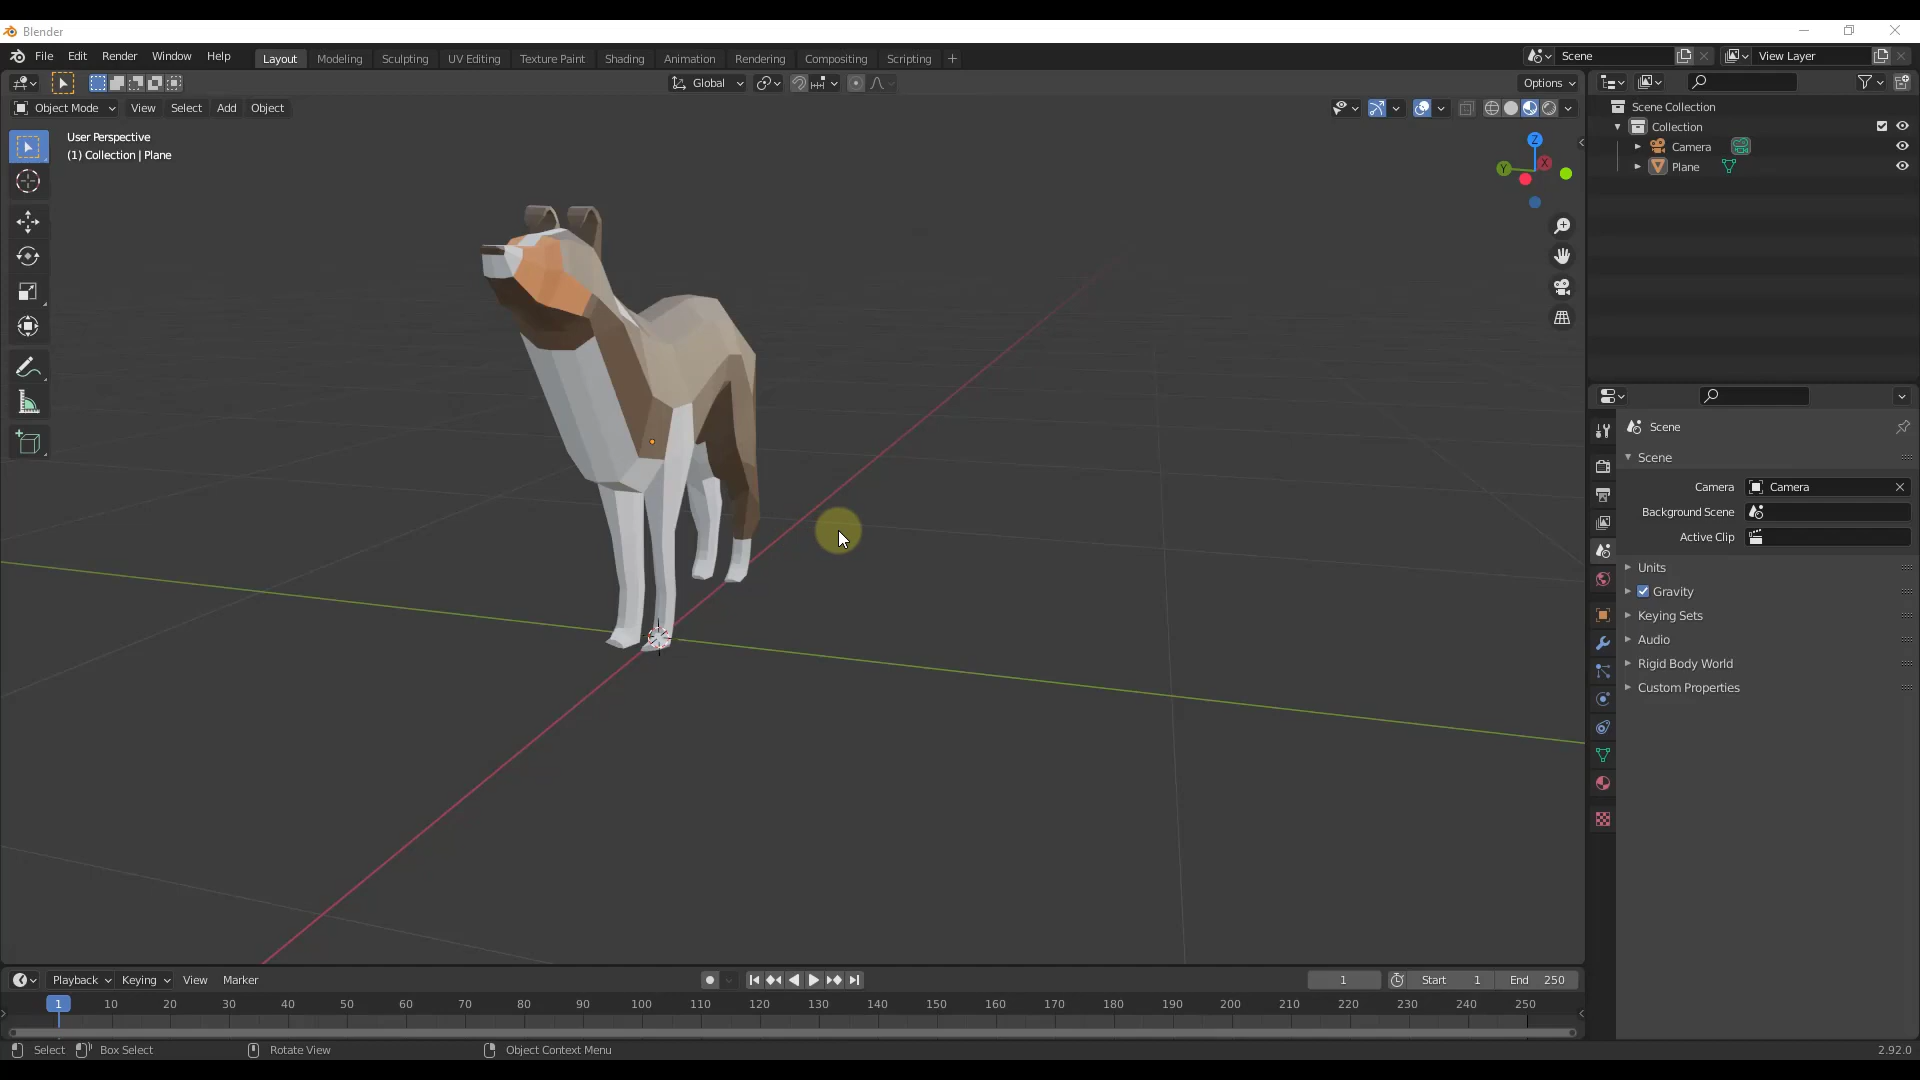 Blender
File Edit Render Window Help Layout Modeling Sculpting UV Editing Texture Paint Shading Animation Rendering Compositing Scripting + Scene View Layer
Global Options
Object Mode View Select Add Object
User Perspective
(1) Collection | Plane
Z
Y X
Scene Collection
Collection
Camera
Plane
Scene
Scene
Camera Camera
Background Scene
Active Clip
Units
Gravity
Keying Sets
Audio
Rigid Body World
Custom Properties
Playback Keying View Marker 1 Start 1 End 250
1 10 20 30 40 50 60 70 80 90 100 110 120 130 140 150 160 170 180 190 200 210 220 230 240 250
Select Box Select Rotate View Object Context Menu 2.92.0